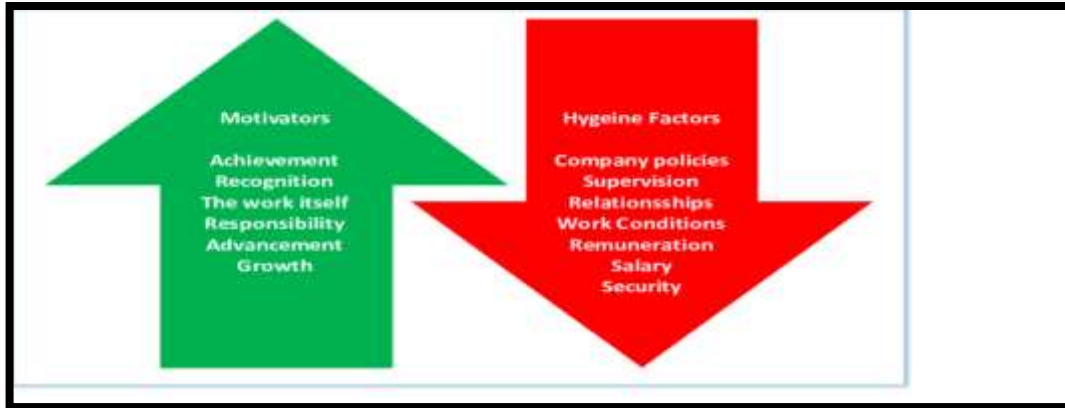 Motivators
Achievement
Recognition
The work itself
Responsibility
Advancement
Growth
Hygeine Factors
Company policies
Supervision
Relationsships
Work Conditions
Remuneration
Salary
Security